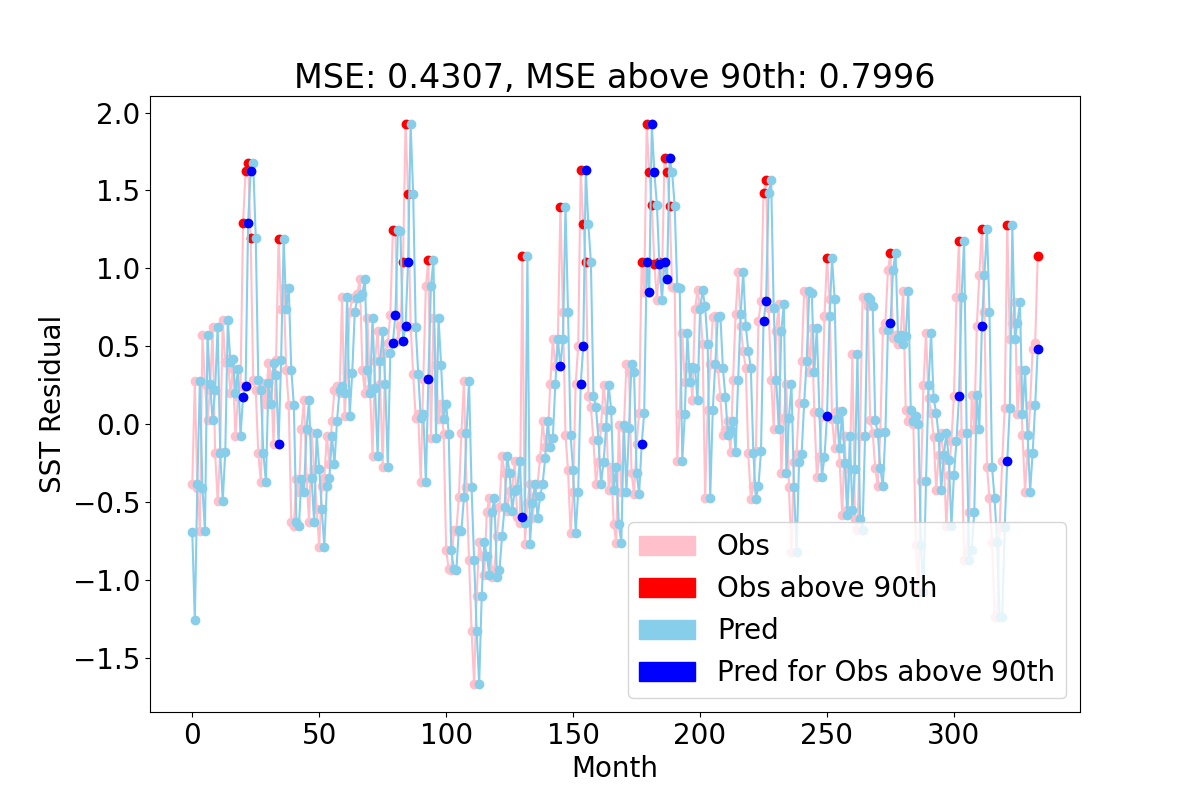 MSE: 0.4307, MSE above 90th: 0.7996
2.0
1.5
1.0
0.5
0.0
−0.5
−1.0
−1.5
SST Residual
Obs
Obs above 90th
Pred
Pred for Obs above 90th
0 50 100 150 200 250 300
Month